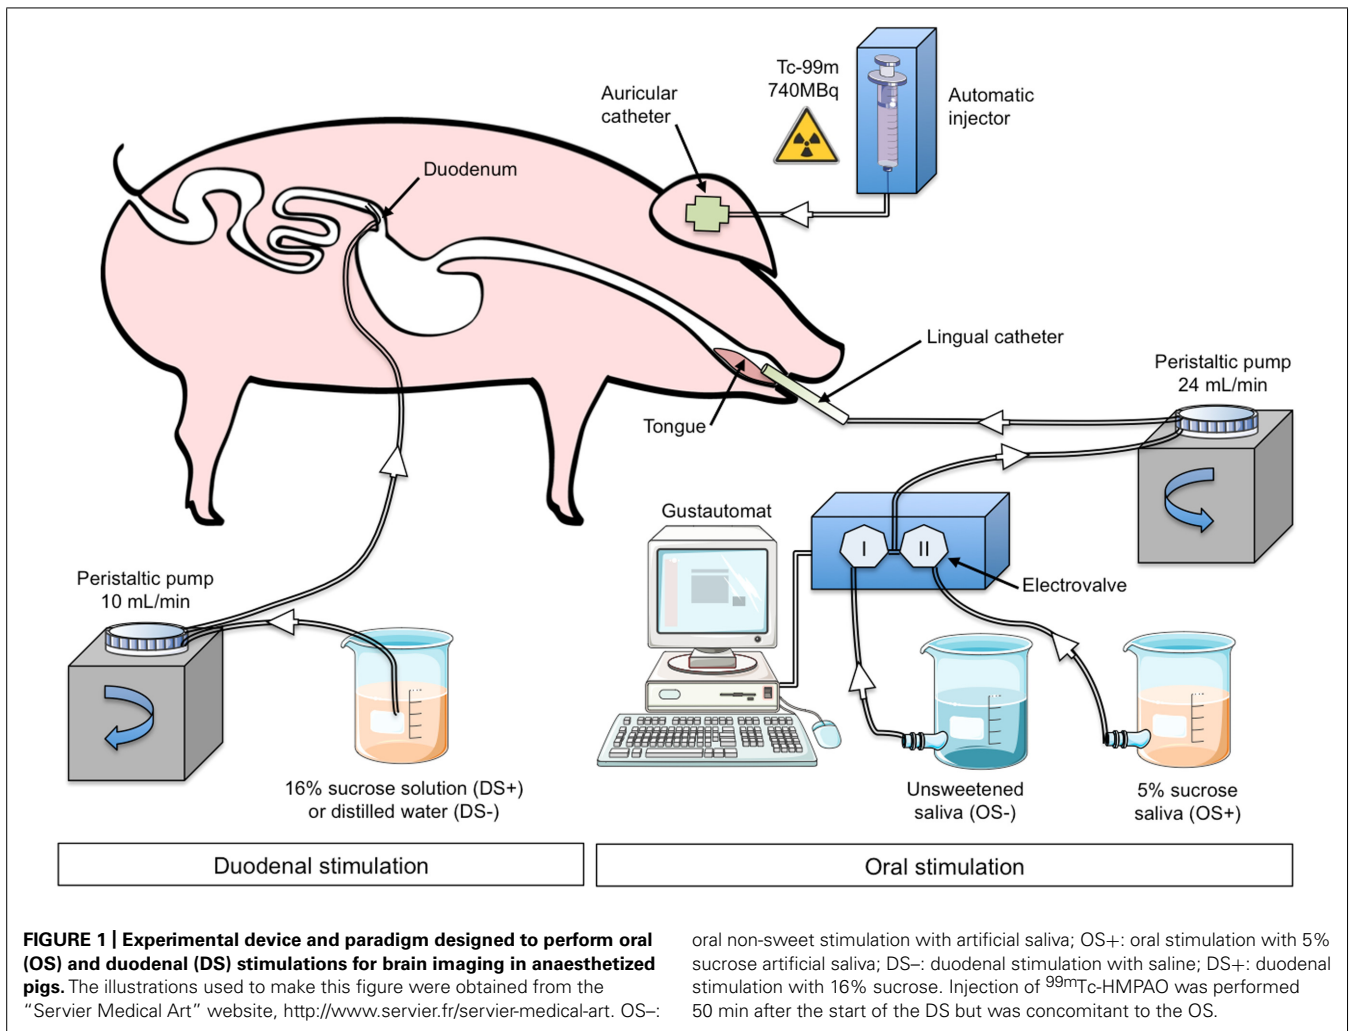 Tc-99m
740MBq
Auricular
catheter
Automatic
injector
Duodenum
Lingual catheter
Peristaltic pump
24 mL/min
Tongue
Gustautomat
I
II
Electrovalve
Peristaltic pump
10 mL/min
16% sucrose solution (DS+)
or distilled water (DS-)
Unsweetened
saliva (OS-)
5% sucrose
saliva (OS+)
Duodenal stimulation
Oral stimulation
FIGURE 1 | Experimental device and paradigm designed to perform oral
(OS) and duodenal (DS) stimulations for brain imaging in anaesthetized
pigs. The illustrations used to make this figure were obtained from the
“Servier Medical Art” website, http://www.servier.fr/servier-medical-art. OS–:
oral non-sweet stimulation with artificial saliva; OS+: oral stimulation with 5%
sucrose artificial saliva; DS–: duodenal stimulation with saline; DS+: duodenal
stimulation with 16% sucrose. Injection of 99mTc-HMPAO was performed
50 min after the start of the DS but was concomitant to the OS.